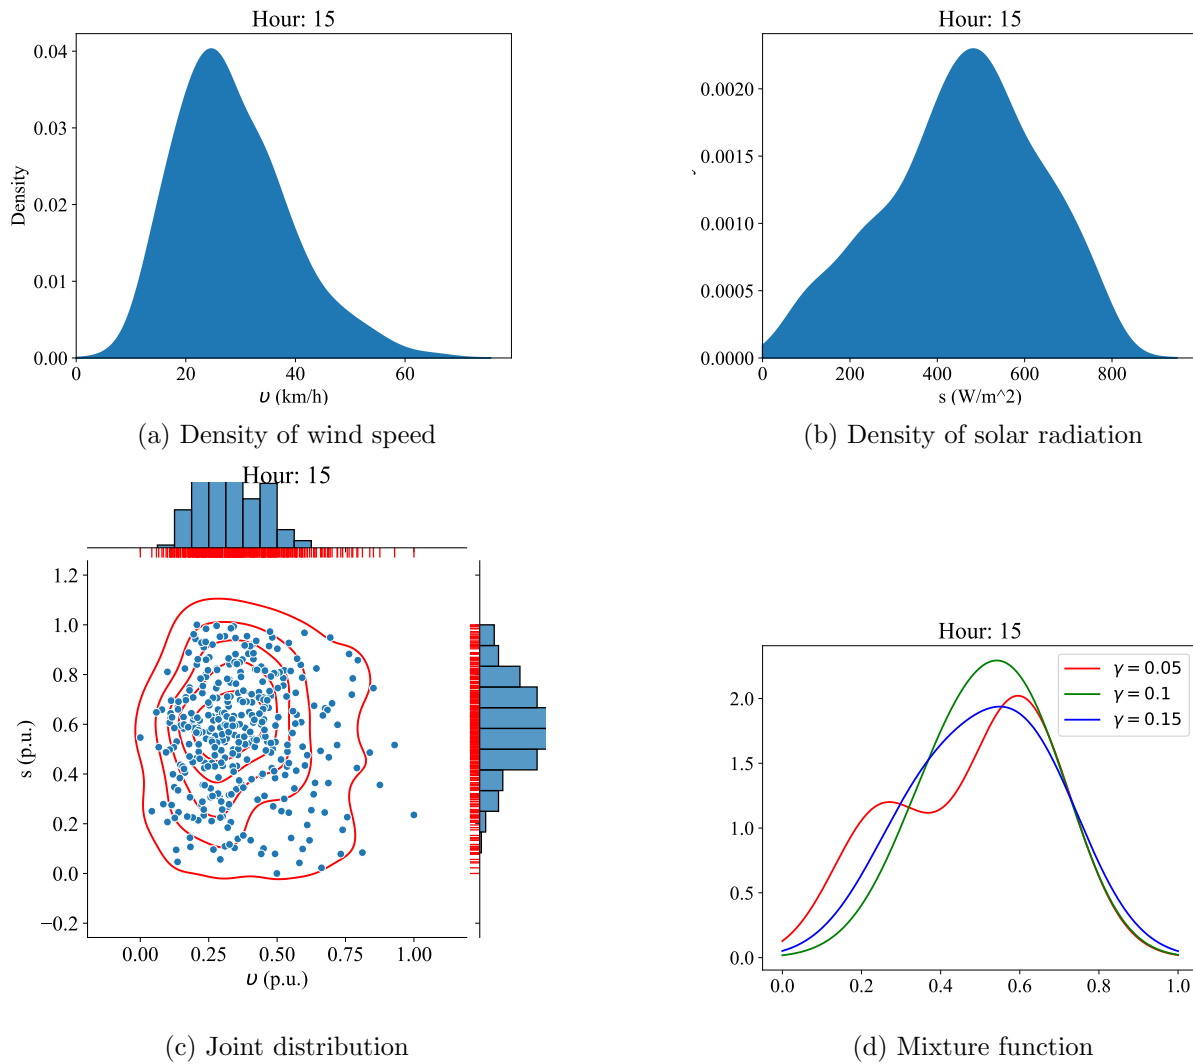 Hour: 15
Density
0.04
0.03
0.02
0.01
0.00
0
20
40
60
υ (km/h)
(a) Density of wind speed
Hour: 15
0.0020
0.0015
0.0010
0.0005
0.0000
0
200
400
600
800
s (W/m^2)
(b) Density of solar radiation
Hour: 15
s (p.u.)
1.2
1.0
0.8
0.6
0.4
0.2
0.0
−0.2
0.00
0.25
0.50
0.75
1.00
υ (p.u.)
(c) Joint distribution
Hour: 15
γ = 0.05
γ = 0.1
γ = 0.15
2.0
1.5
1.0
0.5
0.0
0.0
0.2
0.4
0.6
0.8
1.0
(d) Mixture function